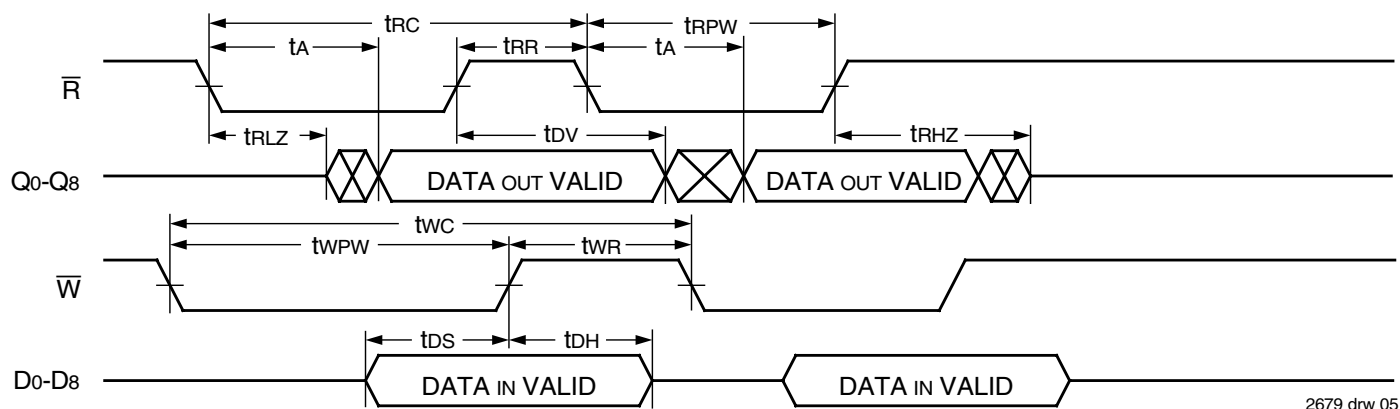 tRC
tRPW
tA
tRR
tA
R̅
tRLZ
tDV
tRHZ
Q0-Q8
DATA OUT VALID
DATA OUT VALID
tWC
tWPW
tWR
W̅
tDS
tDH
D0-D8
DATA IN VALID
DATA IN VALID
2679 drw 05